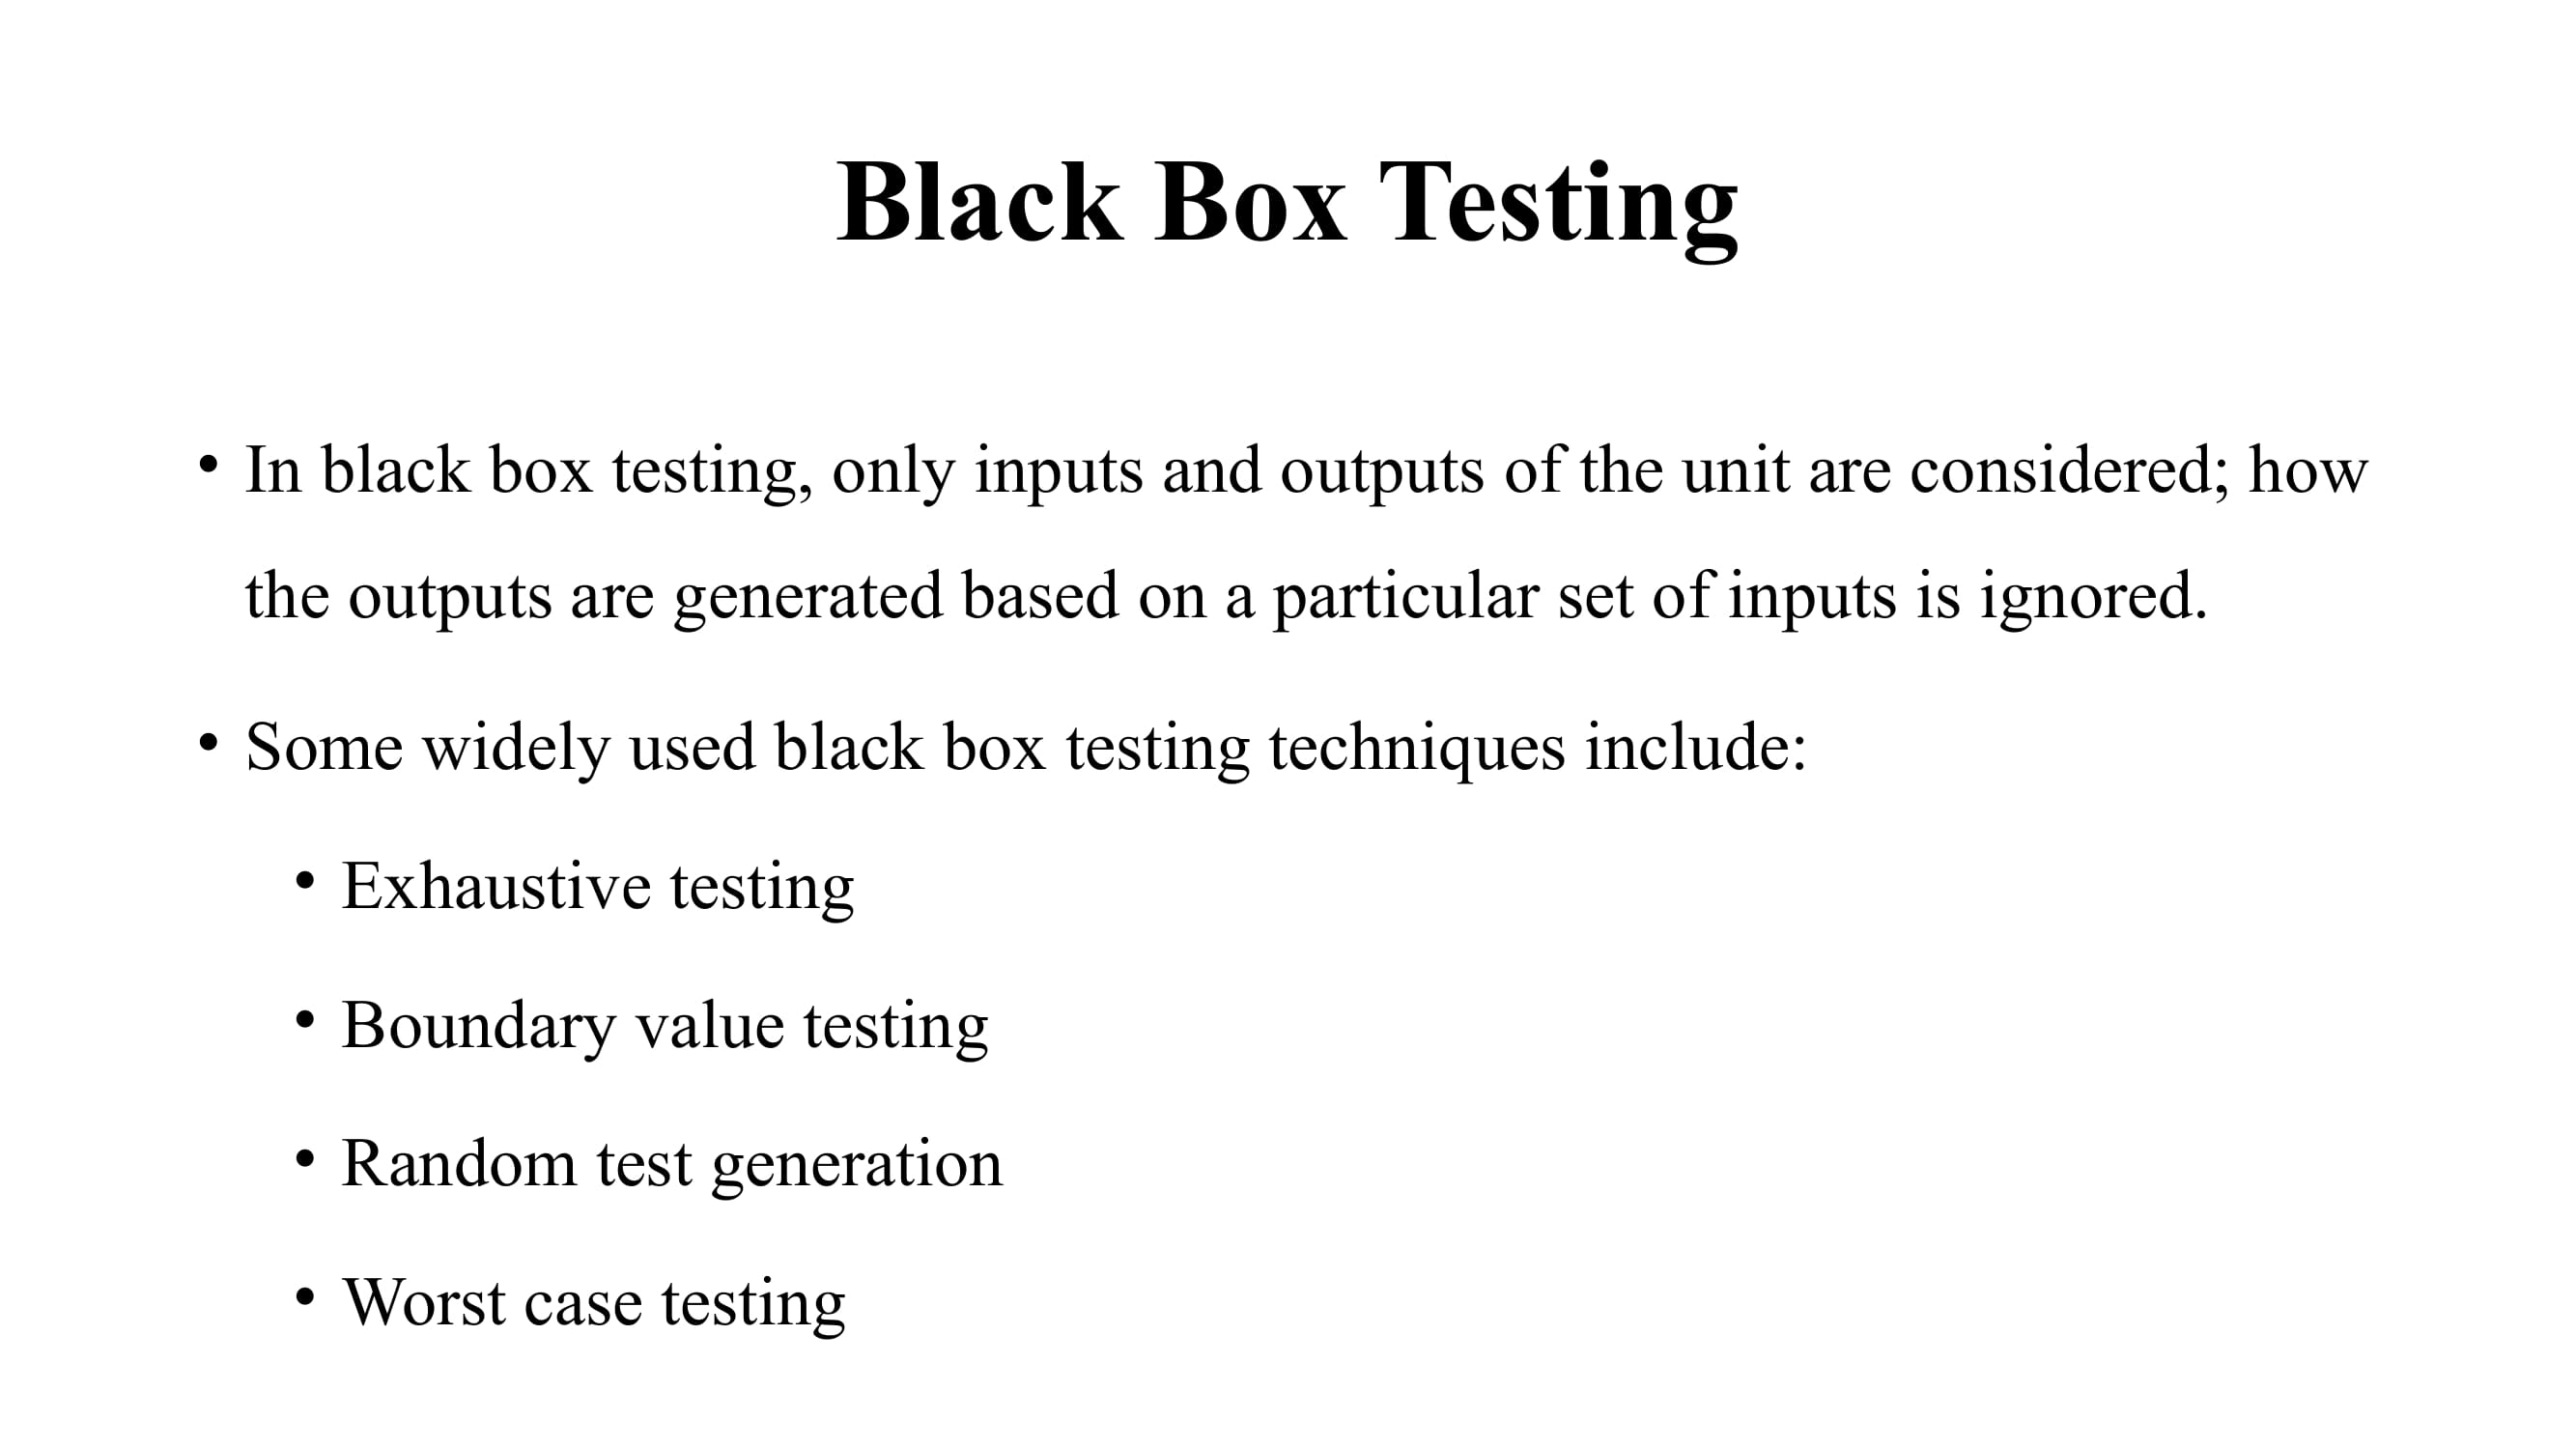 Black Box Testing
• In black box testing, only inputs and outputs of the unit are considered; how
the outputs are generated based on a particular set of inputs is ignored.
• Some widely used black box testing techniques include:
• Exhaustive testing
• Boundary value testing
• Random test generation
• Worst case testing